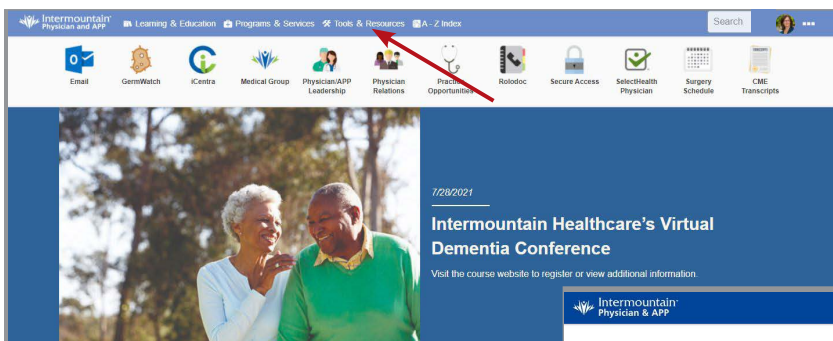 Intermountain
Physician and APP
Learning & Education
Programs & Services
Tools & Resources
A - Z Index
Search
Email
GermWatch
iCentra
Medical Group
Physician/APP
Leadership
Physician
Relations
Practice
Opportunities
Rolodoc
Secure Access
SelectHealth
Physician
Surgery
Schedule
CME
Transcripts
7/28/2021
Intermountain Healthcare's Virtual
Dementia Conference
Visit the course website to register or view additional information.
Intermountain
Physician & APP